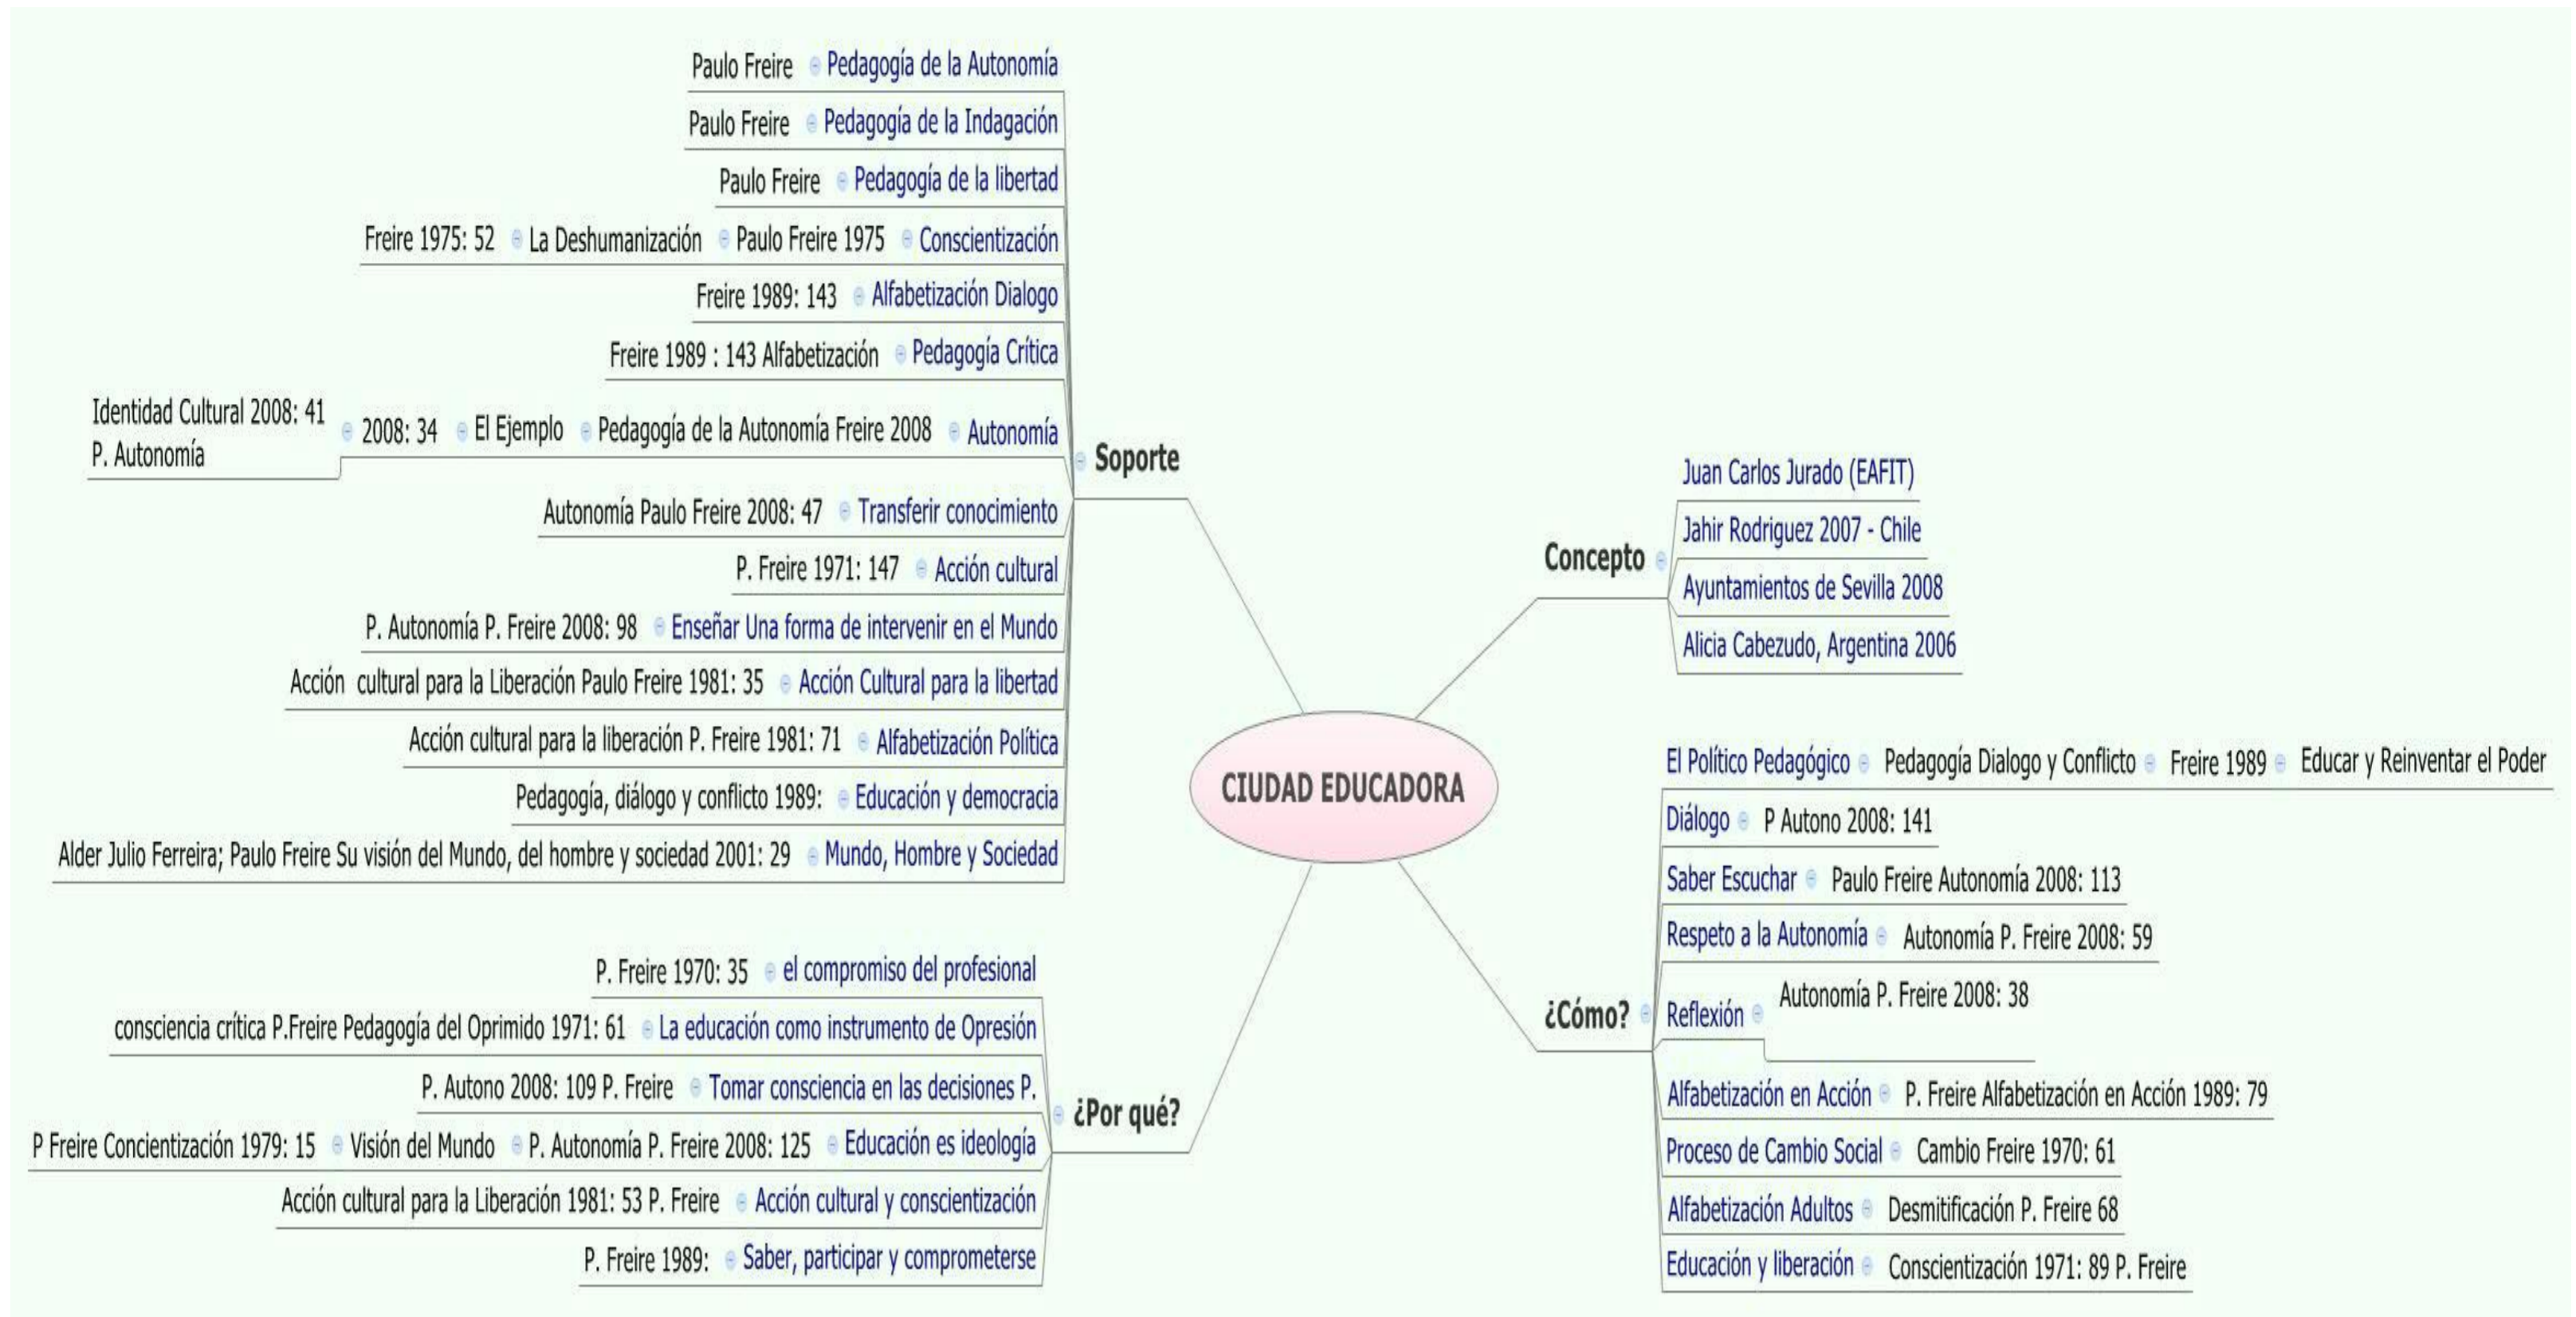 CIUDAD EDUCADORA
Soporte
Paulo Freire Pedagogía de la Autonomía
Paulo Freire Pedagogía de la Indagación
Paulo Freire Pedagogía de la libertad
Freire 1975: 52 La Deshumanización Paulo Freire 1975 Conscientización
Freire 1989: 143 Alfabetización Dialogo
Freire 1989 : 143 Alfabetización Pedagogía Crítica
Identidad Cultural 2008: 41
P. Autonomía
2008: 34 El Ejemplo Pedagogía de la Autonomía Freire 2008 Autonomía
Autonomía Paulo Freire 2008: 47 Transferir conocimiento
P. Freire 1971: 147 Acción cultural
P. Autonomía P. Freire 2008: 98 Enseñar Una forma de intervenir en el Mundo
Acción cultural para la Liberación Paulo Freire 1981: 35 Acción Cultural para la libertad
Acción cultural para la liberación P. Freire 1981: 71 Alfabetización Política
Pedagogía, diálogo y conflicto 1989: Educación y democracia
Alder Julio Ferreira; Paulo Freire Su visión del Mundo, del hombre y sociedad 2001: 29 Mundo, Hombre y Sociedad
¿Por qué?
P. Freire 1970: 35 el compromiso del profesional
consciencia crítica P.Freire Pedagogía del Oprimido 1971: 61 La educación como instrumento de Opresión
P. Autono 2008: 109 P. Freire Tomar consciencia en las decisiones P.
P Freire Concientización 1979: 15 Visión del Mundo P. Autonomía P. Freire 2008: 125 Educación es ideología
Acción cultural para la Liberación 1981: 53 P. Freire Acción cultural y conscientización
P. Freire 1989: Saber, participar y comprometerse
Concepto
Juan Carlos Jurado (EAFIT)
Jahir Rodriguez 2007 - Chile
Ayuntamientos de Sevilla 2008
Alicia Cabezudo, Argentina 2006
¿Cómo?
El Político Pedagógico Pedagogía Dialogo y Conflicto Freire 1989 Educar y Reinventar el Poder
Diálogo P Autono 2008: 141
Saber Escuchar Paulo Freire Autonomía 2008: 113
Respeto a la Autonomía Autonomía P. Freire 2008: 59
Reflexión Autonomía P. Freire 2008: 38
Alfabetización en Acción P. Freire Alfabetización en Acción 1989: 79
Proceso de Cambio Social Cambio Freire 1970: 61
Alfabetización Adultos Desmitificación P. Freire 68
Educación y liberación Conscientización 1971: 89 P. Freire